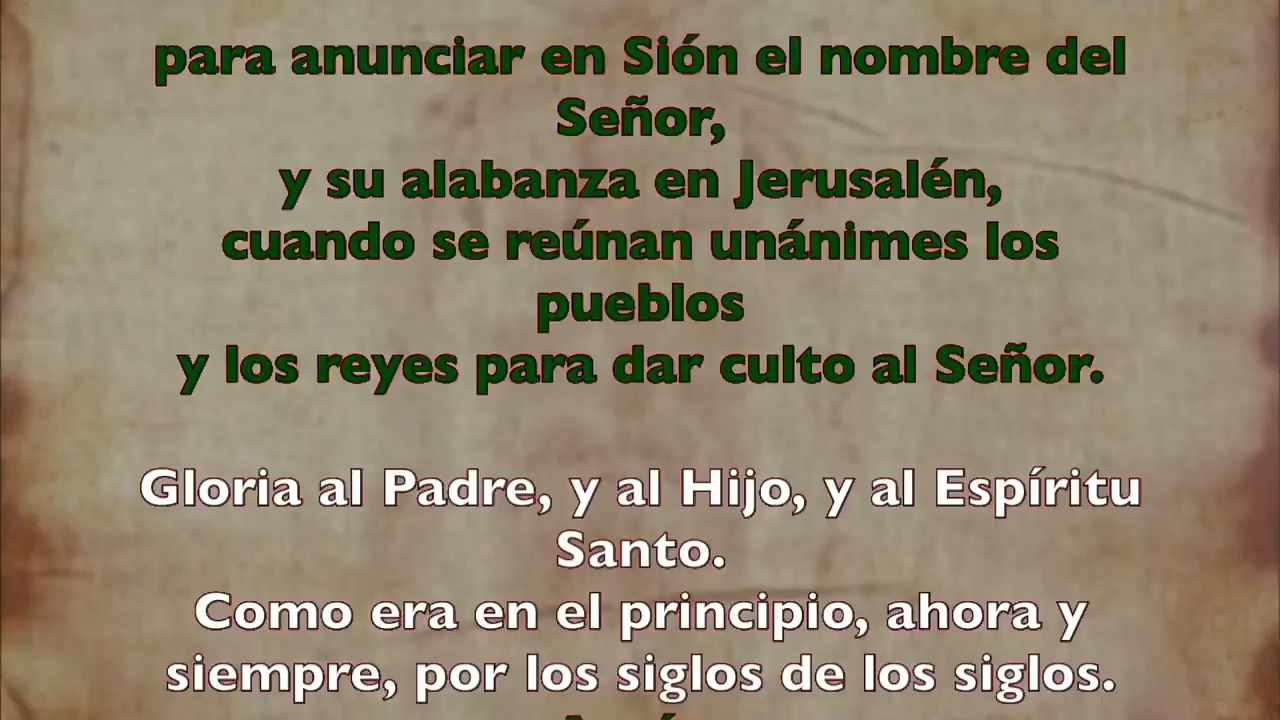 para anunciar en Sión el nombre del
Señor,
y su alabanza en Jerusalén,
cuando se reúnan unánimes los
pueblos
y los reyes para dar culto al Señor.
Gloria al Padre, y al Hijo, y al Espíritu
Santo.
Como era en el principio, ahora y
siempre, por los siglos de los siglos.